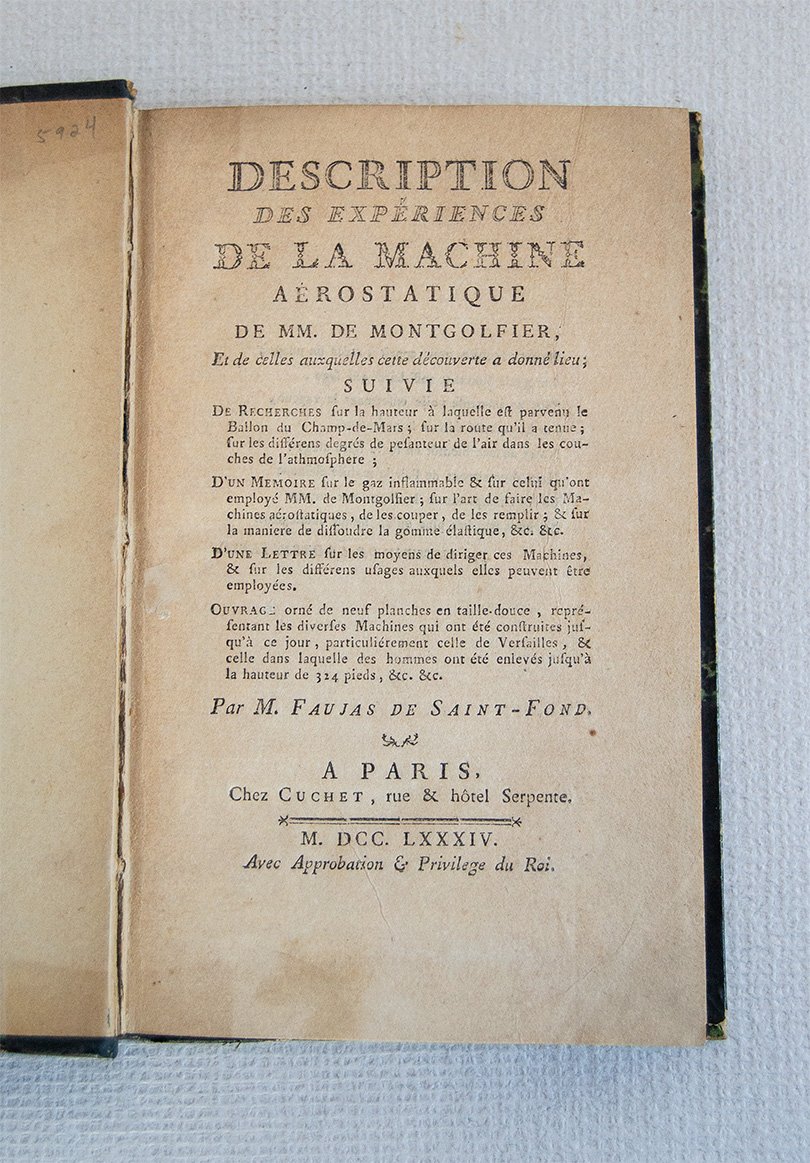 5924
DESCRIPTION
DES EXPÉRIENCES
DE LA MACHINE
AÉROSTATIQUE
DE MM. DE MONTGOLFIER,
Et de celles auxquelles cette découverte a donné lieu;
SUIVIE
DE RECHERCHES ſur la hauteur à laquelle eſt parvenu le
Ballon du Champ-de-Mars; ſur la route qu'il a tenue;
ſur les différens degrés de peſanteur de l'air dans les cou-
ches de l'athmoſphere;
D'UN MEMOIRE ſur le gaz inflammable & ſur celui qu'ont
employé MM. de Montgolfier; ſur l'art de faire les Ma-
chines aéroſtatiques, de les couper, de les remplir; & ſur
la maniere de diſſoudre la gomme élaſtique, &c. &c.
D'UNE LETTRE ſur les moyens de diriger ces Machines,
& ſur les différens uſages auxquels elles peuvent être
employées.
OUVRAGE orné de neuf planches en taille-douce, repré-
ſentant les diverſes Machines qui ont été conſtruites juſ-
qu'à ce jour, particuliérement celle de Verſailles, &
celle dans laquelle des hommes ont été enlevés juſqu'à
la hauteur de 324 pieds, &c. &c.
Par M. FAUJAS DE SAINT-FOND.
A PARIS,
Chez CUCHET, rue & hôtel Serpente.
M. DCC. LXXXIV.
Avec Approbation & Privilege du Roi.